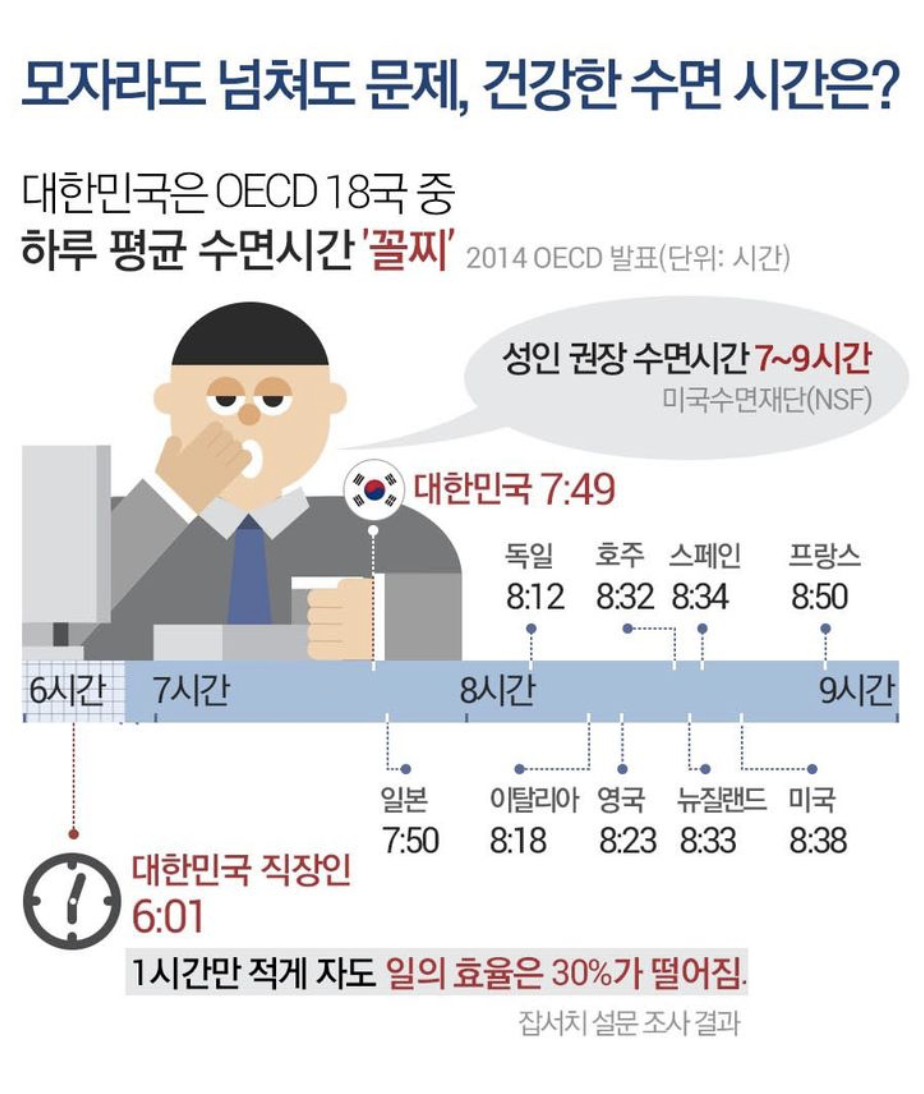 모자라도 넘쳐도 문제, 건강한 수면 시간은?
대한민국은 OECD 18국 중
하루 평균 수면시간 '꼴찌' 2014 OECD 발표(단위: 시간)
성인 권장 수면시간 7~9시간
미국수면재단(NSF)
대한민국 7:49
독일 호주 스페인 프랑스
8:12 8:32 8:34 8:50
6시간 7시간 8시간 9시간
일본 이탈리아 영국 뉴질랜드 미국
7:50 8:18 8:23 8:33 8:38
대한민국 직장인
6:01
1시간만 적게 자도 일의 효율은 30%가 떨어짐.
잡서치 설문 조사 결과